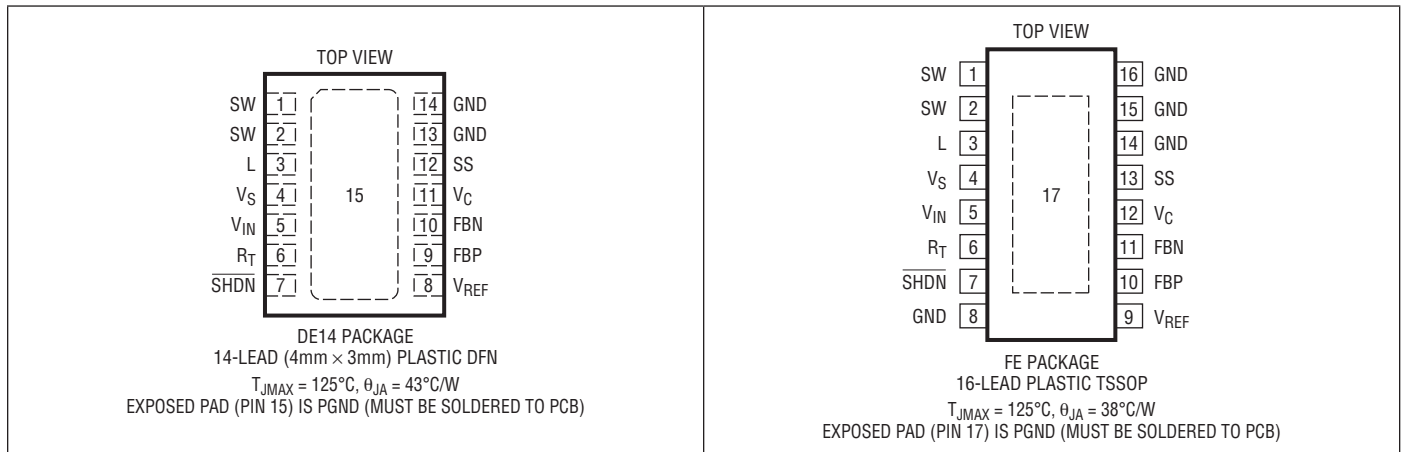 TOP VIEW
SW 1
SW 2
L 3
VS 4
VIN 5
RT 6
SHDN 7
15
14 GND
13 GND
12 SS
11 VC
10 FBN
9 FBP
8 VREF
DE14 PACKAGE
14-LEAD (4mm × 3mm) PLASTIC DFN
TJMAX = 125°C, θJA = 43°C/W
EXPOSED PAD (PIN 15) IS PGND (MUST BE SOLDERED TO PCB)
TOP VIEW
SW 1
SW 2
L 3
VS 4
VIN 5
RT 6
SHDN 7
GND 8
17
16 GND
15 GND
14 GND
13 SS
12 VC
11 FBN
10 FBP
9 VREF
FE PACKAGE
16-LEAD PLASTIC TSSOP
TJMAX = 125°C, θJA = 38°C/W
EXPOSED PAD (PIN 17) IS PGND (MUST BE SOLDERED TO PCB)